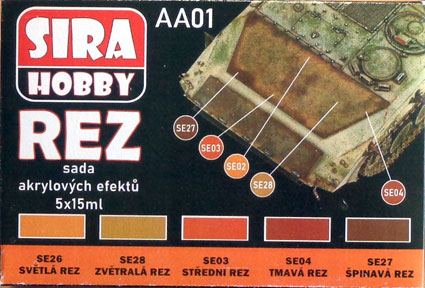 SIRA
HOBBY
AA01
REZ
sada
akrylových efektů
5x15ml
SE27
SE03
SE02
SE28
SE04
SE26
SVĚTLÁ REZ
SE28
ZVĚTRALÁ REZ
SE03
STŘEDNI REZ
SE04
TMAVÁ REZ
SE27
ŠPINAVÁ REZ